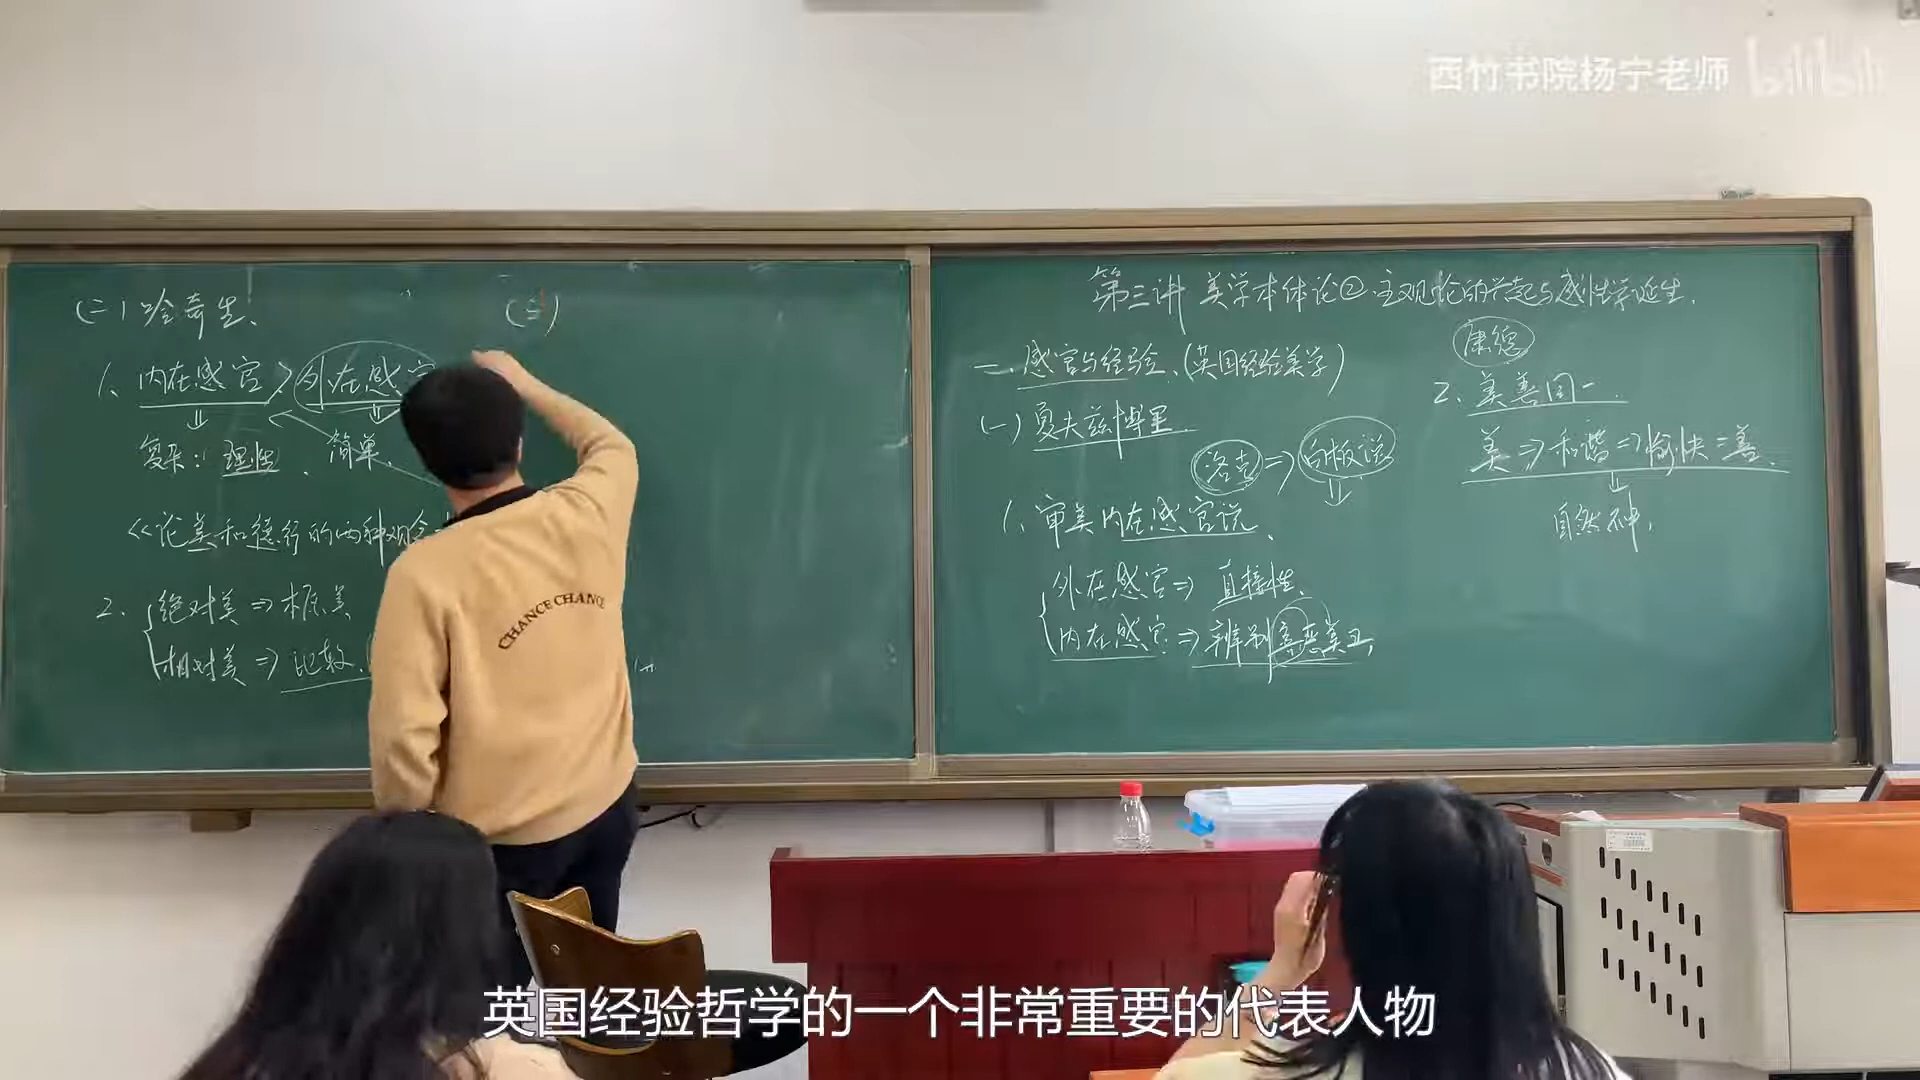 西竹书院杨宁老师 bilibili
(二)哈奇生、
(三)
1、内在感官>外在感官
复杂:理性、简单、
《论美和德行的两种观念
2、绝对美⇒本原美
相对美⇒比较、
第三讲 美学本体论②:主观论的兴起与感性学诞生、
一、感官与经验、(英国经验美学)
(一)夏夫兹博里
洛克⇒白板说
1、审美内在感官说、
外在感官⇒直接性、
内在感官⇒辨别善恶美丑
康德
2、美善同一、
美⇒和谐⇒愉快=善、
自然神、
CHANCE CHANCE
英国经验哲学的一个非常重要的代表人物